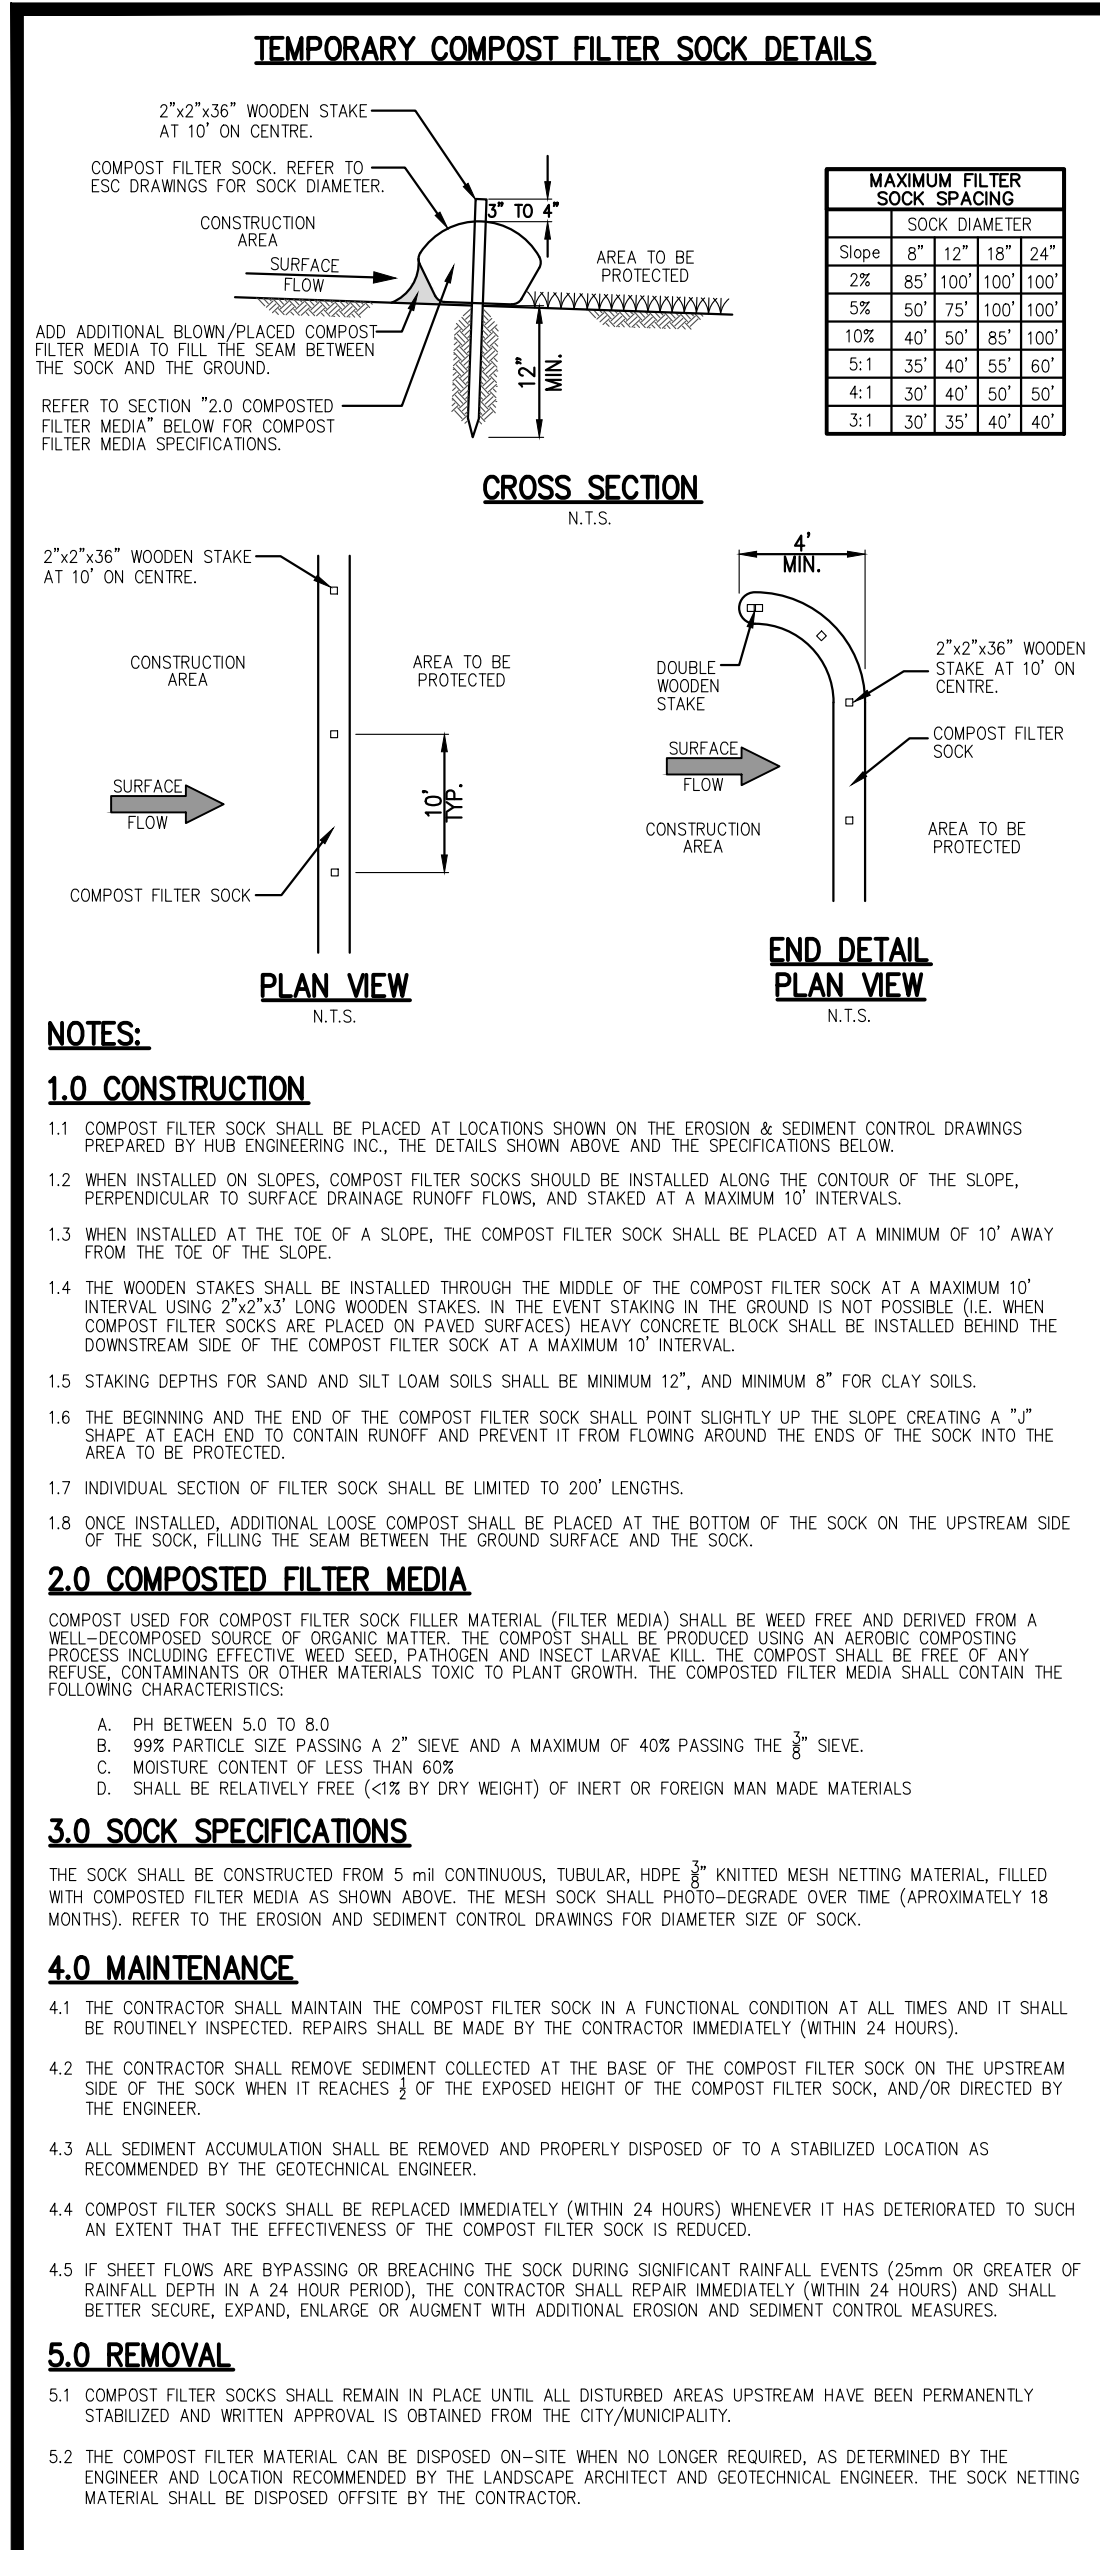 TEMPORARY COMPOST FILTER SOCK DETAILS
2"x2"x36" WOODEN STAKE
AT 10' ON CENTRE.
COMPOST FILTER SOCK. REFER TO
ESC DRAWINGS FOR SOCK DIAMETER.
3" TO 4"
CONSTRUCTION
AREA
SURFACE
FLOW
AREA TO BE
PROTECTED
ADD ADDITIONAL BLOWN/PLACED COMPOST
FILTER MEDIA TO FILL THE SEAM BETWEEN
THE SOCK AND THE GROUND.
12"
MIN.
REFER TO SECTION "2.0 COMPOSTED
FILTER MEDIA" BELOW FOR COMPOST
FILTER MEDIA SPECIFICATIONS.
MAXIMUM FILTER
SOCK SPACING
SOCK DIAMETER
Slope 8" 12" 18" 24"
2% 85' 100' 100' 100'
5% 50' 75' 100' 100'
10% 40' 50' 85' 100'
5:1 35' 40' 55' 60'
4:1 30' 40' 50' 50'
3:1 30' 35' 40' 40'
CROSS SECTION
N.T.S.
2"x2"x36" WOODEN STAKE
AT 10' ON CENTRE.
CONSTRUCTION
AREA
AREA TO BE
PROTECTED
SURFACE
FLOW
10'
TYP.
COMPOST FILTER SOCK
PLAN VIEW
N.T.S.
4'
MIN.
DOUBLE
WOODEN
STAKE
2"x2"x36" WOODEN
STAKE AT 10' ON
CENTRE.
COMPOST FILTER
SOCK
SURFACE
FLOW
CONSTRUCTION
AREA
AREA TO BE
PROTECTED
END DETAIL
PLAN VIEW
N.T.S.
NOTES:
1.0 CONSTRUCTION
1.1 COMPOST FILTER SOCK SHALL BE PLACED AT LOCATIONS SHOWN ON THE EROSION & SEDIMENT CONTROL DRAWINGS
PREPARED BY HUB ENGINEERING INC., THE DETAILS SHOWN ABOVE AND THE SPECIFICATIONS BELOW.
1.2 WHEN INSTALLED ON SLOPES, COMPOST FILTER SOCKS SHOULD BE INSTALLED ALONG THE CONTOUR OF THE SLOPE,
PERPENDICULAR TO SURFACE DRAINAGE RUNOFF FLOWS, AND STAKED AT A MAXIMUM 10' INTERVALS.
1.3 WHEN INSTALLED AT THE TOE OF A SLOPE, THE COMPOST FILTER SOCK SHALL BE PLACED AT A MINIMUM OF 10' AWAY
FROM THE TOE OF THE SLOPE.
1.4 THE WOODEN STAKES SHALL BE INSTALLED THROUGH THE MIDDLE OF THE COMPOST FILTER SOCK AT A MAXIMUM 10'
INTERVAL USING 2"x2"x3' LONG WOODEN STAKES. IN THE EVENT STAKING IN THE GROUND IS NOT POSSIBLE (I.E. WHEN
COMPOST FILTER SOCKS ARE PLACED ON PAVED SURFACES) HEAVY CONCRETE BLOCK SHALL BE INSTALLED BEHIND THE
DOWNSTREAM SIDE OF THE COMPOST FILTER SOCK AT A MAXIMUM 10' INTERVAL.
1.5 STAKING DEPTHS FOR SAND AND SILT LOAM SOILS SHALL BE MINIMUM 12", AND MINIMUM 8" FOR CLAY SOILS.
1.6 THE BEGINNING AND THE END OF THE COMPOST FILTER SOCK SHALL POINT SLIGHTLY UP THE SLOPE CREATING A "J"
SHAPE AT EACH END TO CONTAIN RUNOFF AND PREVENT IT FROM FLOWING AROUND THE ENDS OF THE SOCK INTO THE
AREA TO BE PROTECTED.
1.7 INDIVIDUAL SECTION OF FILTER SOCK SHALL BE LIMITED TO 200' LENGTHS.
1.8 ONCE INSTALLED, ADDITIONAL LOOSE COMPOST SHALL BE PLACED AT THE BOTTOM OF THE SOCK ON THE UPSTREAM SIDE
OF THE SOCK, FILLING THE SEAM BETWEEN THE GROUND SURFACE AND THE SOCK.
2.0 COMPOSTED FILTER MEDIA
COMPOST USED FOR COMPOST FILTER SOCK FILLER MATERIAL (FILTER MEDIA) SHALL BE WEED FREE AND DERIVED FROM A
WELL-DECOMPOSED SOURCE OF ORGANIC MATTER. THE COMPOST SHALL BE PRODUCED USING AN AEROBIC COMPOSTING
PROCESS INCLUDING EFFECTIVE WEED SEED, PATHOGEN AND INSECT LARVAE KILL. THE COMPOST SHALL BE FREE OF ANY
REFUSE, CONTAMINANTS OR OTHER MATERIALS TOXIC TO PLANT GROWTH. THE COMPOSTED FILTER MEDIA SHALL CONTAIN THE
FOLLOWING CHARACTERISTICS:
A. PH BETWEEN 5.0 TO 8.0
B. 99% PARTICLE SIZE PASSING A 2" SIEVE AND A MAXIMUM OF 40% PASSING THE 3/8" SIEVE.
C. MOISTURE CONTENT OF LESS THAN 60%
D. SHALL BE RELATIVELY FREE (<1% BY DRY WEIGHT) OF INERT OR FOREIGN MAN MADE MATERIALS
3.0 SOCK SPECIFICATIONS
THE SOCK SHALL BE CONSTRUCTED FROM 5 mil CONTINUOUS, TUBULAR, HDPE 3/8" KNITTED MESH NETTING MATERIAL, FILLED
WITH COMPOSTED FILTER MEDIA AS SHOWN ABOVE. THE MESH SOCK SHALL PHOTO-DEGRADE OVER TIME (APROXIMATELY 18
MONTHS). REFER TO THE EROSION AND SEDIMENT CONTROL DRAWINGS FOR DIAMETER SIZE OF SOCK.
4.0 MAINTENANCE
4.1 THE CONTRACTOR SHALL MAINTAIN THE COMPOST FILTER SOCK IN A FUNCTIONAL CONDITION AT ALL TIMES AND IT SHALL
BE ROUTINELY INSPECTED. REPAIRS SHALL BE MADE BY THE CONTRACTOR IMMEDIATELY (WITHIN 24 HOURS).
4.2 THE CONTRACTOR SHALL REMOVE SEDIMENT COLLECTED AT THE BASE OF THE COMPOST FILTER SOCK ON THE UPSTREAM
SIDE OF THE SOCK WHEN IT REACHES 1/2 OF THE EXPOSED HEIGHT OF THE COMPOST FILTER SOCK, AND/OR DIRECTED BY
THE ENGINEER.
4.3 ALL SEDIMENT ACCUMULATION SHALL BE REMOVED AND PROPERLY DISPOSED OF TO A STABILIZED LOCATION AS
RECOMMENDED BY THE GEOTECHNICAL ENGINEER.
4.4 COMPOST FILTER SOCKS SHALL BE REPLACED IMMEDIATELY (WITHIN 24 HOURS) WHENEVER IT HAS DETERIORATED TO SUCH
AN EXTENT THAT THE EFFECTIVENESS OF THE COMPOST FILTER SOCK IS REDUCED.
4.5 IF SHEET FLOWS ARE BYPASSING OR BREACHING THE SOCK DURING SIGNIFICANT RAINFALL EVENTS (25mm OR GREATER OF
RAINFALL DEPTH IN A 24 HOUR PERIOD), THE CONTRACTOR SHALL REPAIR IMMEDIATELY (WITHIN 24 HOURS) AND SHALL
BETTER SECURE, EXPAND, ENLARGE OR AUGMENT WITH ADDITIONAL EROSION AND SEDIMENT CONTROL MEASURES.
5.0 REMOVAL
5.1 COMPOST FILTER SOCKS SHALL REMAIN IN PLACE UNTIL ALL DISTURBED AREAS UPSTREAM HAVE BEEN PERMANENTLY
STABILIZED AND WRITTEN APPROVAL IS OBTAINED FROM THE CITY/MUNICIPALITY.
5.2 THE COMPOST FILTER MATERIAL CAN BE DISPOSED ON-SITE WHEN NO LONGER REQUIRED, AS DETERMINED BY THE
ENGINEER AND LOCATION RECOMMENDED BY THE LANDSCAPE ARCHITECT AND GEOTECHNICAL ENGINEER. THE SOCK NETTING
MATERIAL SHALL BE DISPOSED OFFSITE BY THE CONTRACTOR.